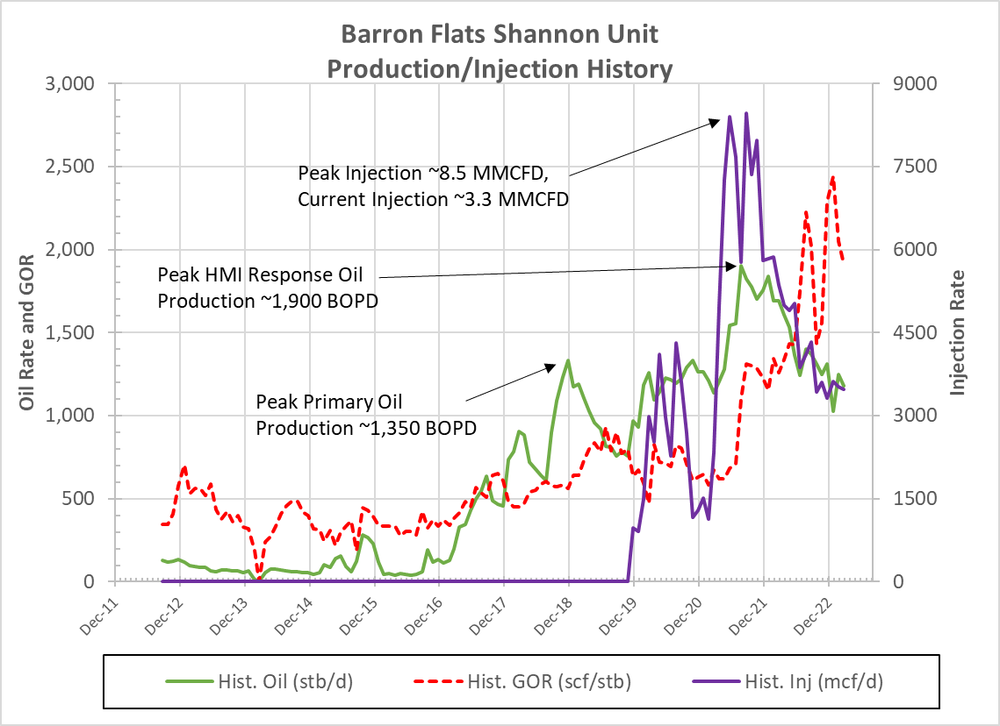 Barron Flats Shannon Unit
Production/Injection History
3,000
2,500
2,000
1,500
1,000
500
0
Oil Rate and GOR
9000
7500
6000
4500
3000
1500
0
Injection Rate
Peak Injection ~8.5 MMCFD,
Current Injection ~3.3 MMCFD
Peak HMI Response Oil
Production ~1,900 BOPD
Peak Primary Oil
Production ~1,350 BOPD
Dec-11
Dec-12
Dec-13
Dec-14
Dec-15
Dec-16
Dec-17
Dec-18
Dec-19
Dec-20
Dec-21
Dec-22
Hist. Oil (stb/d)
Hist. GOR (scf/stb)
Hist. Inj (mcf/d)